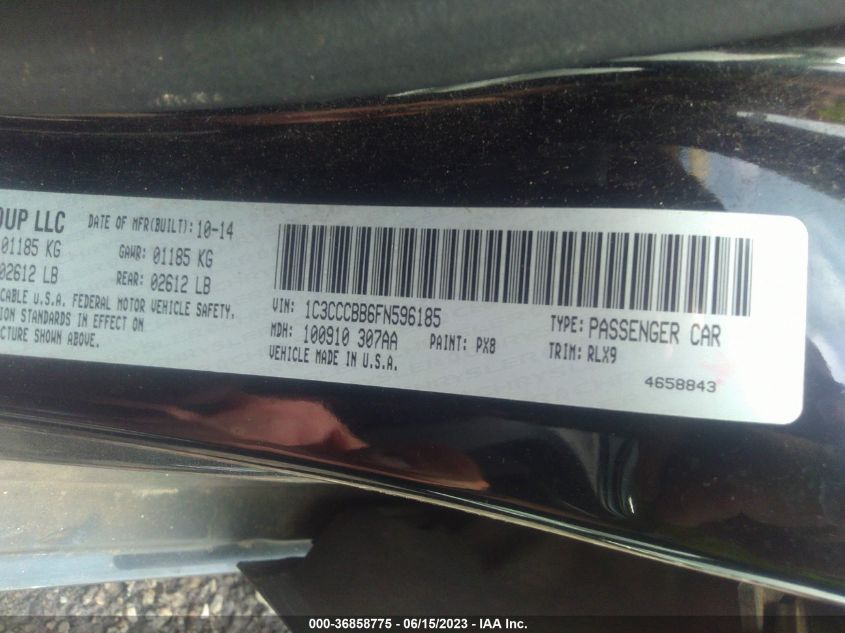 OUP LLC DATE OF MFR(BUILT): 10-14
01185 KG GAWR: 01185 KG
02612 LB REAR: 02612 LB
CABLE U.S.A. FEDERAL MOTOR VEHICLE SAFETY,
ION STANDARDS IN EFFECT ON
CTURE SHOWN ABOVE.
VIN: 1C3CCCBB6FN596185 TYPE: PASSENGER CAR
MDH: 100910 307AA PAINT: PX8 TRIM: RLX9
VEHICLE MADE IN U.S.A.
4658843
000-36858775 - 06/15/2023 - IAA Inc.